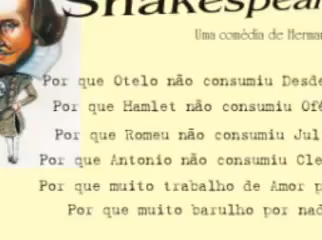 Shakespear
Uma comédia de Herma
Por que Otelo não consumiu Desde
Por que Hamlet não consumiu Ofé
Por que Romeu não consumiu Jul
Por que Antonio não consumiu Cle
Por que muito trabalho de Amor p
Por que muito barulho por nad